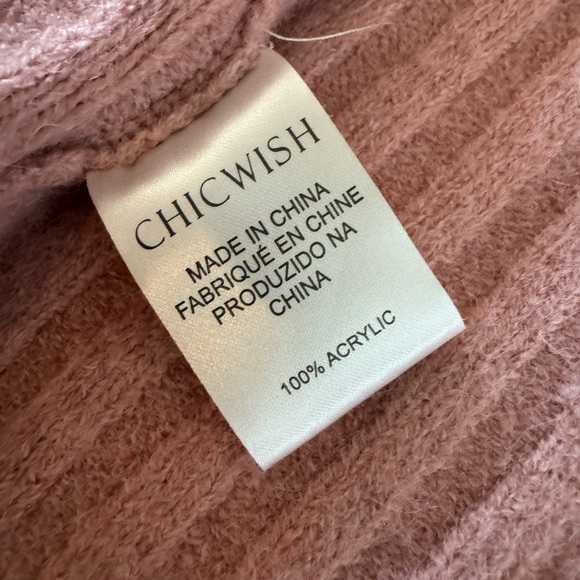 CHICWISH
MADE IN CHINA
FABRIQUÉ EN CHINE
PRODUZIDO NA
CHINA
100% ACRYLIC